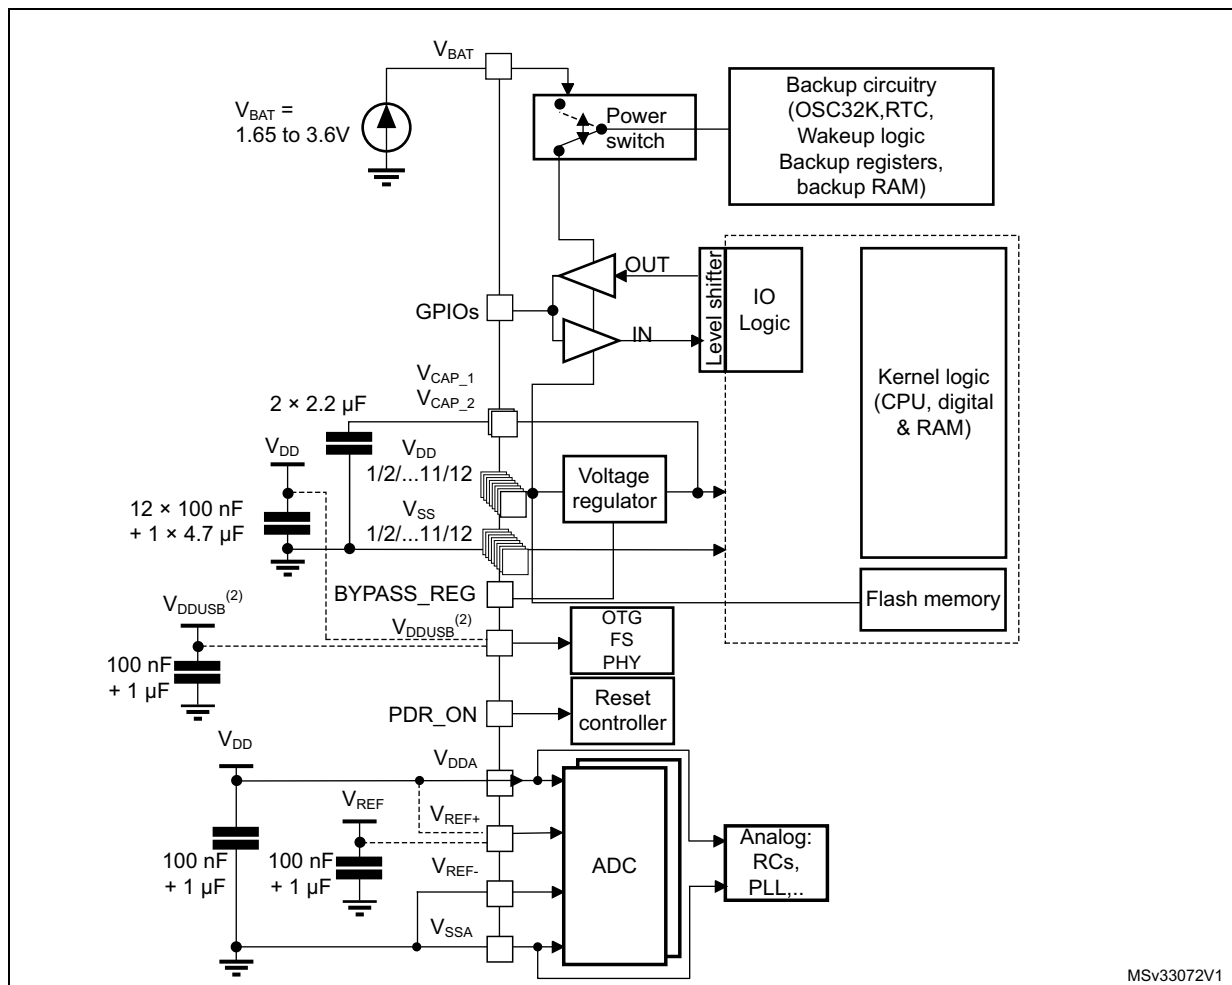 VBAT
VBAT =
1.65 to 3.6V
Power
switch
Backup circuitry
(OSC32K,RTC,
Wakeup logic
Backup registers,
backup RAM)
OUT
Level shifter
IO
Logic
GPIOs
IN
Kernel logic
(CPU, digital
& RAM)
VCAP_1
VCAP_2
2 × 2.2 μF
VDD
VDD
1/2/...11/12
Voltage
regulator
12 × 100 nF
+ 1 × 4.7 μF
VSS
1/2/...11/12
BYPASS_REG
Flash memory
VDDUSB(2)
VDDUSB(2)
OTG
FS
PHY
100 nF
+ 1 μF
PDR_ON
Reset
controller
VDD
VDDA
VREF
VREF+
100 nF
+ 1 μF
100 nF
+ 1 μF
VREF-
ADC
Analog:
RCs,
PLL,..
VSSA
MSv33072V1